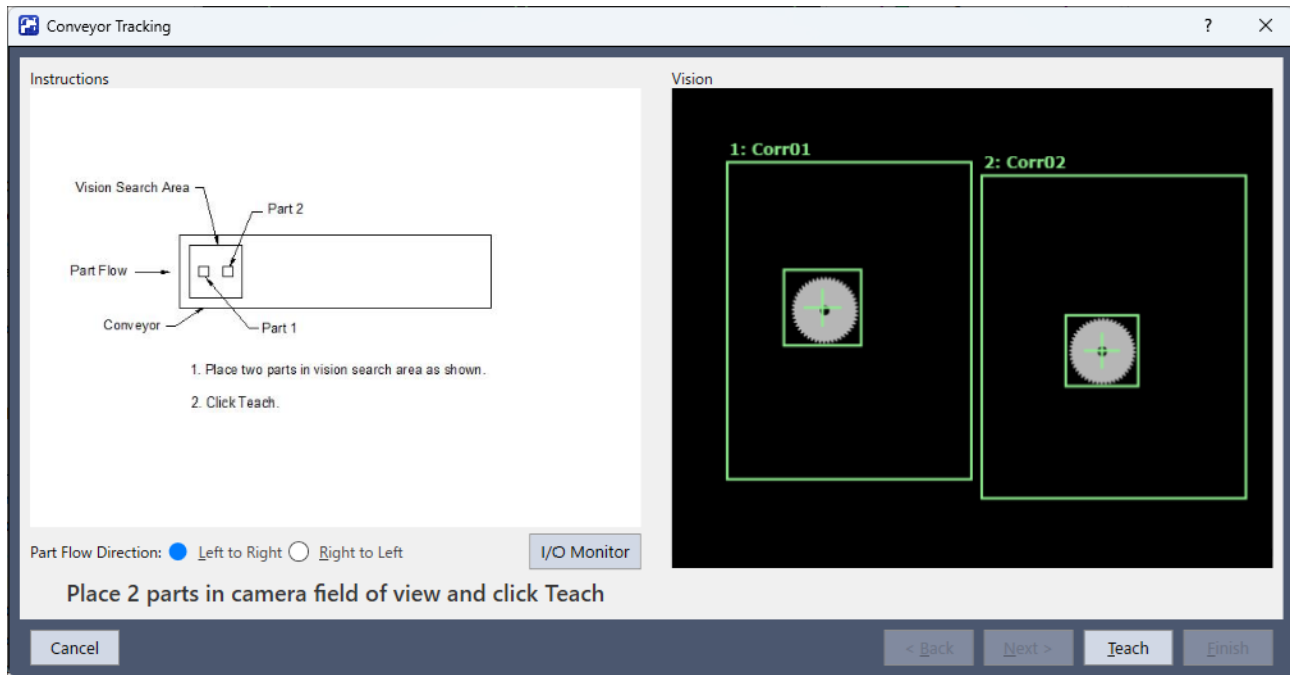 Conveyor Tracking
?
Instructions
Vision
Vision Search Area
Part 2
Part Flow
Conveyor
Part 1
1. Place two parts in vision search area as shown.
2. Click Teach.
1: Corr01
2: Corr02
Part Flow Direction:
Left to Right
Right to Left
I/O Monitor
Place 2 parts in camera field of view and click Teach
Cancel
< Back
Next >
Teach
Finish